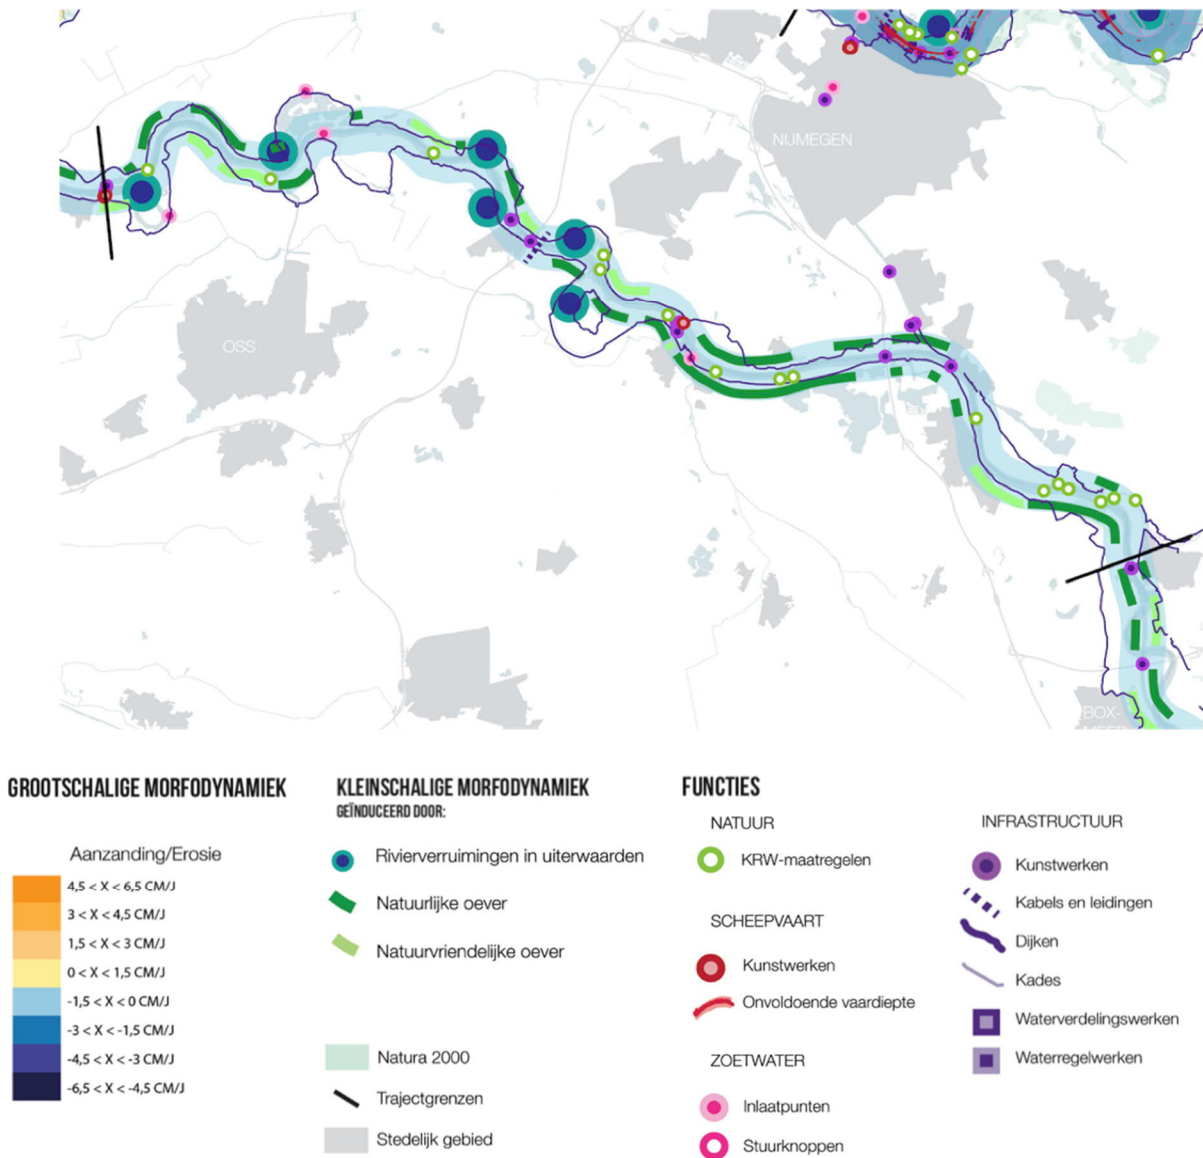 NIJMEGEN
OSS
BOX-
MEER
GROOTSCHALIGE MORFODYNAMIEK
Aanzanding/Erosie
4,5 < X < 6,5 CM/J
3 < X < 4,5 CM/J
1,5 < X < 3 CM/J
0 < X < 1,5 CM/J
-1,5 < X < 0 CM/J
-3 < X < -1,5 CM/J
-4,5 < X < -3 CM/J
-6,5 < X < -4,5 CM/J
KLEINSCHALIGE MORFODYNAMIEK
GEÏNDUCEERD DOOR:
Rivierverruimingen in uiterwaarden
Natuurlijke oever
Natuurvriendelijke oever
Natura 2000
Trajectgrenzen
Stedelijk gebied
FUNCTIES
NATUUR
KRW-maatregelen
SCHEEPVAART
Kunstwerken
Onvoldoende vaardiepte
ZOETWATER
Inlaatpunten
Stuurknoppen
INFRASTRUCTUUR
Kunstwerken
Kabels en leidingen
Dijken
Kades
Waterverdelingswerken
Waterregelwerken